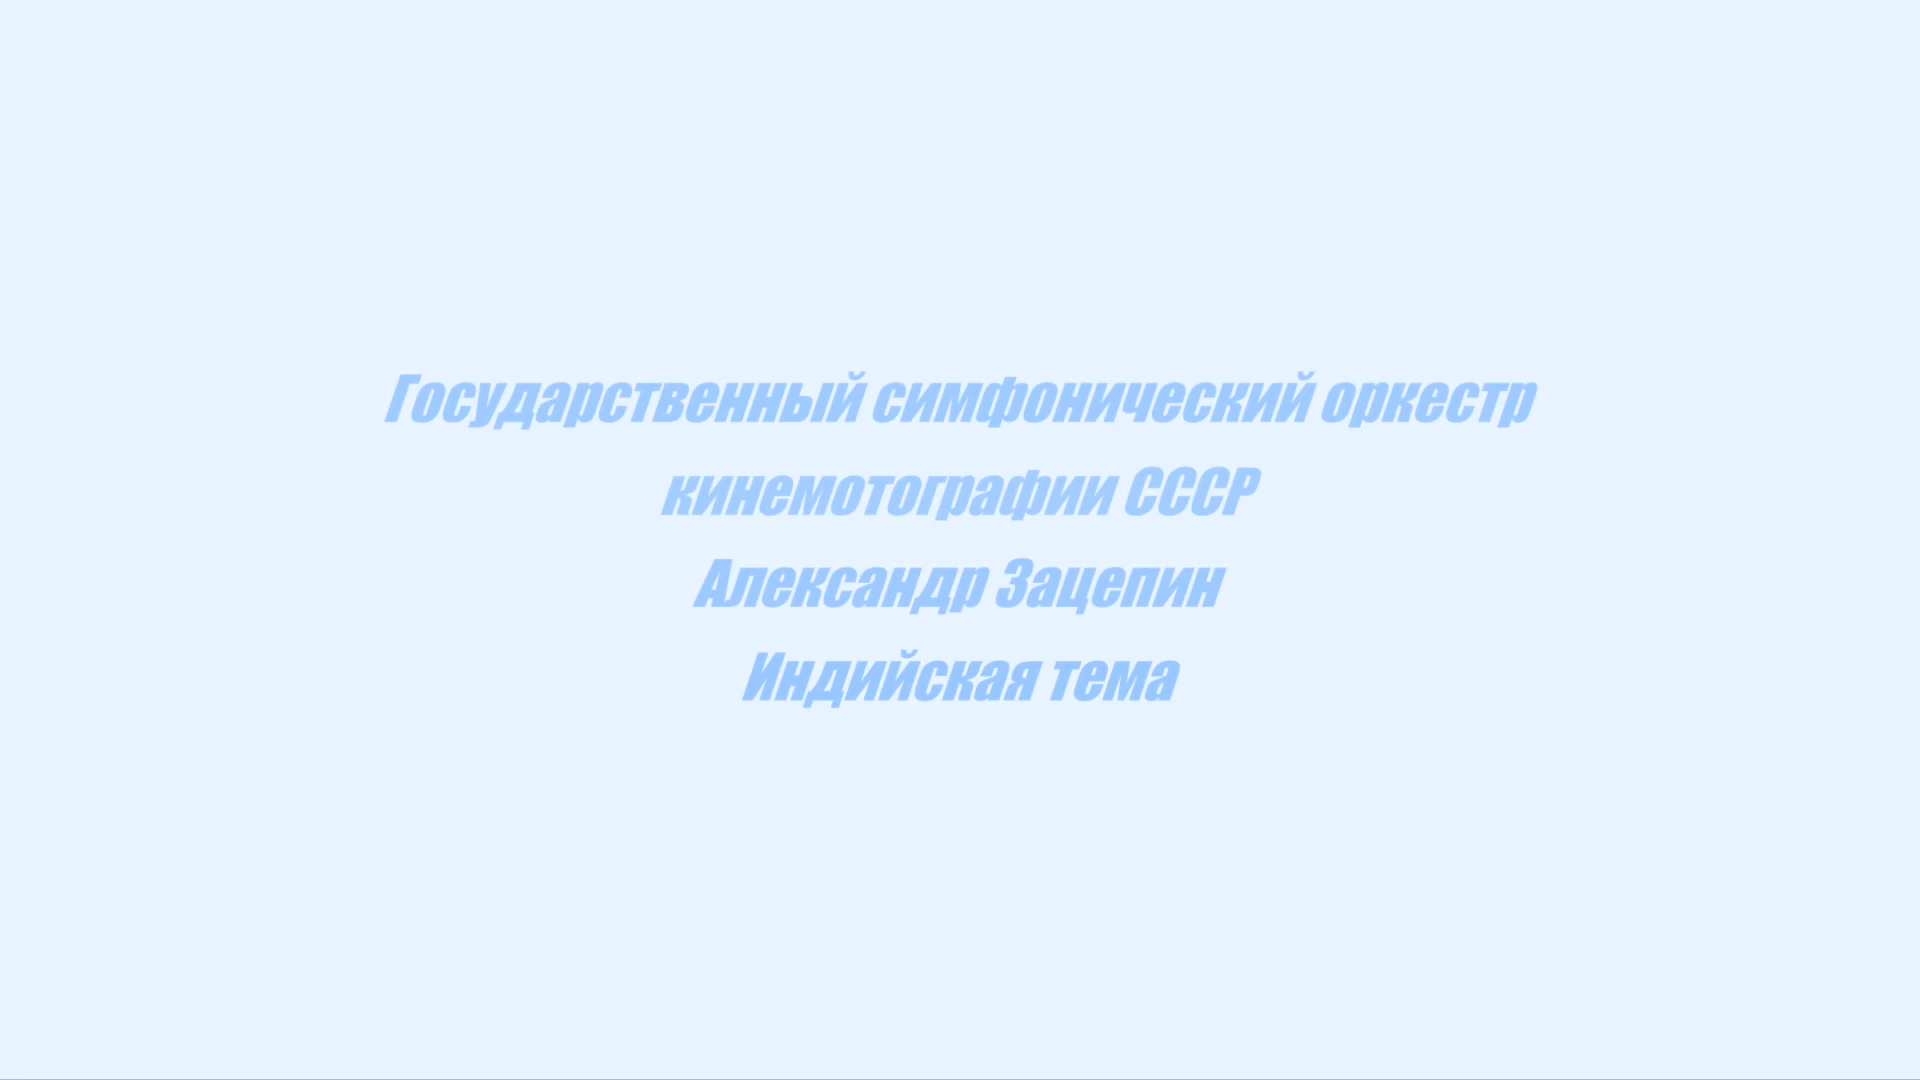 Государственный симфонический оркестр
кинемотографии СССР
Александр Зацепин
Индийская тема